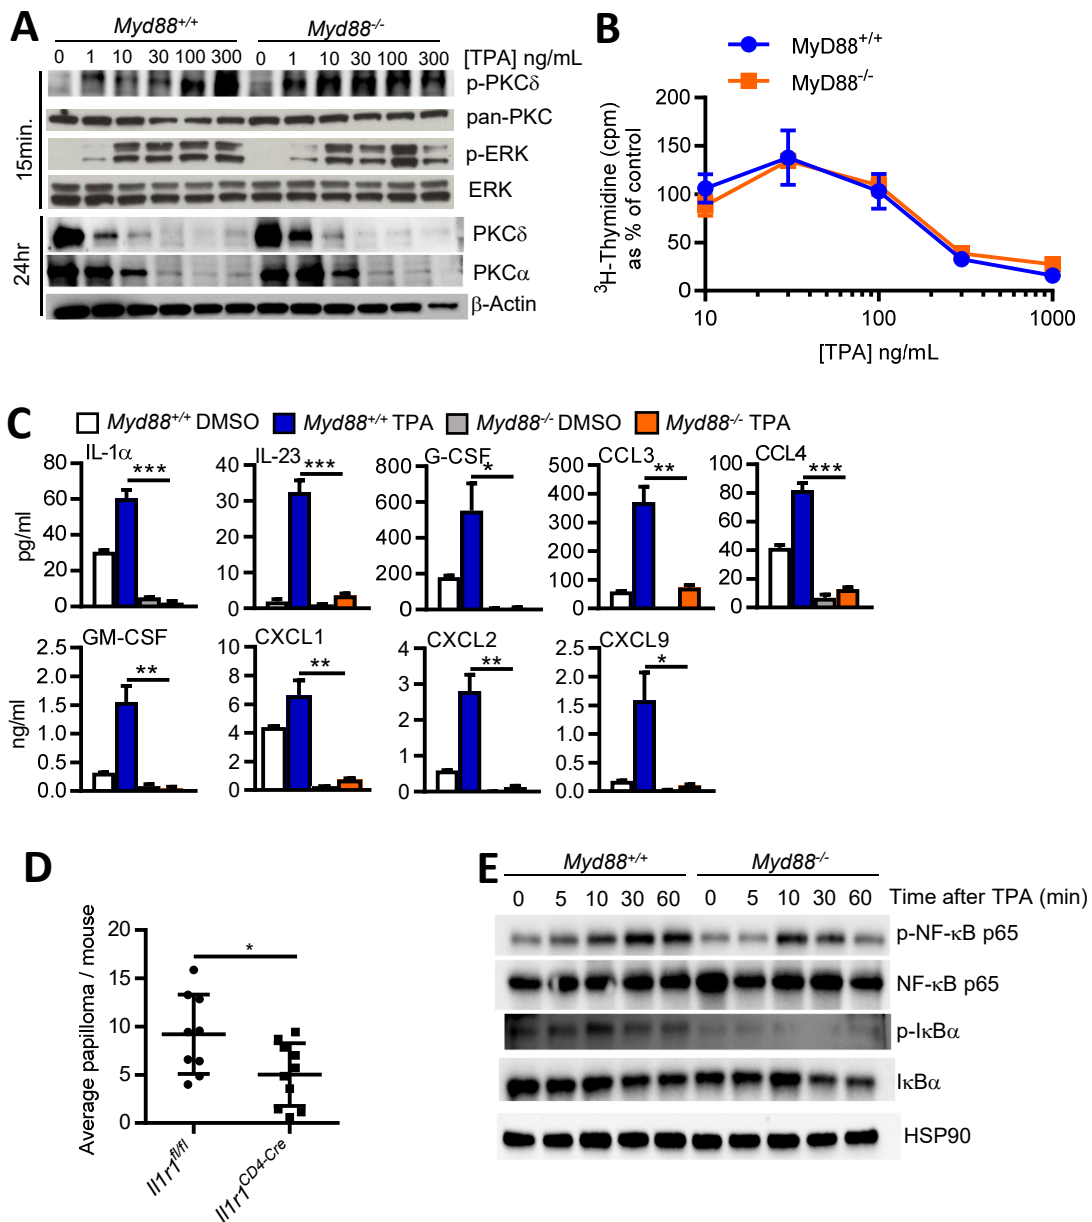 A
Myd88+/+ Myd88-/-
0 1 10 30 100 300 0 1 10 30 100 300 [TPA] ng/mL
15min.
p-PKCδ
pan-PKC
p-ERK
ERK
24hr
PKCδ
PKCα
β-Actin
B
MyD88+/+
MyD88-/-
3H-Thymidine (cpm)
as % of control
200
150
100
50
0
10 100 1000
[TPA] ng/mL
C
Myd88+/+ DMSO Myd88+/+ TPA Myd88-/- DMSO Myd88-/- TPA
pg/ml
IL-1α
***
80
60
40
20
0
IL-23
***
40
30
20
10
0
G-CSF
*
800
600
400
200
0
CCL3
**
500
400
300
200
100
0
CCL4
***
100
80
60
40
20
0
ng/ml
GM-CSF
**
2.5
2.0
1.5
1.0
0.5
0.0
CXCL1
**
10
8
6
4
2
0
CXCL2
**
4
3
2
1
0
CXCL9
*
2.5
2.0
1.5
1.0
0.5
0.0
D
Average papilloma / mouse
20
15
10
5
0
*
Il1r1fl/fl
Il1r1CD4-Cre
E
Myd88+/+ Myd88-/-
0 5 10 30 60 0 5 10 30 60 Time after TPA (min)
p-NF-κB p65
NF-κB p65
p-IκBα
IκBα
HSP90